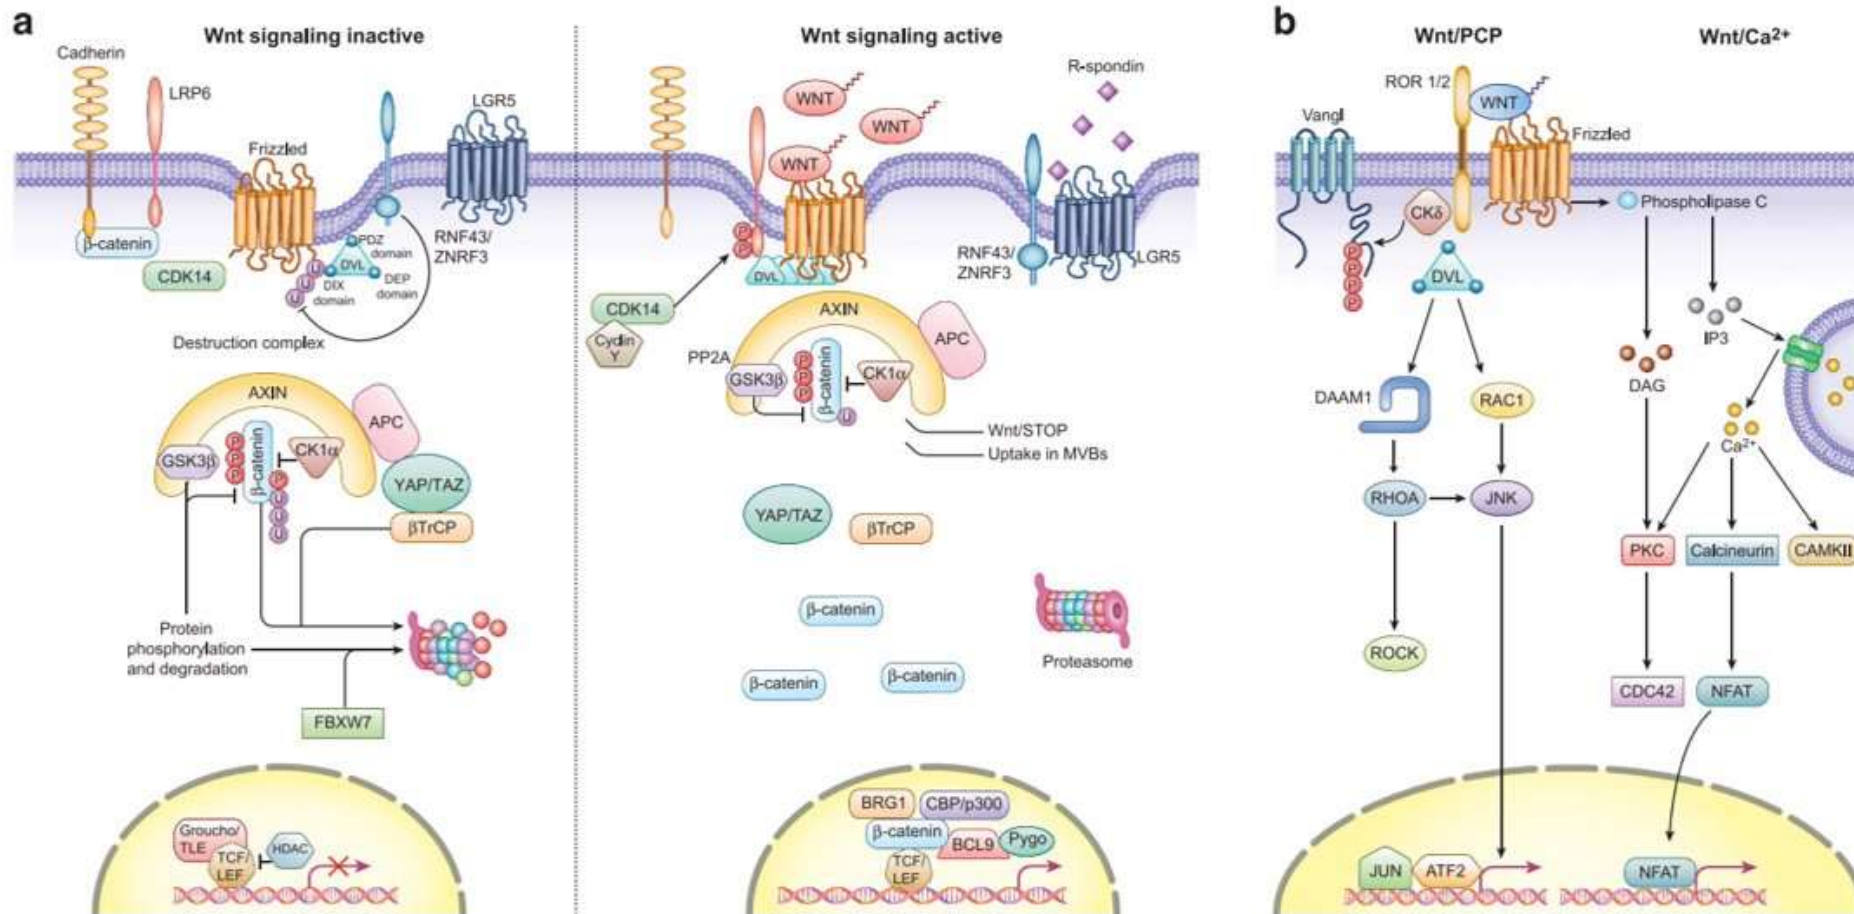 a
Wnt signaling inactive
Cadherin
LRP6
LGR5
Frizzled
β-catenin
CDK14
RNF43/
ZNRF3
PDZ
domain
DVL
U
U
U
DIX
domain
DEP
domain
Destruction complex
AXIN
APC
GSK3β
P
P
P
β-catenin
CK1α
P
U
U
U
YAP/TAZ
βTrCP
Protein
phosphorylation
and degradation
FBXW7
Groucho/
TLE
TCF/
LEF
HDAC
Wnt signaling active
WNT
WNT
WNT
R-spondin
P
P
DVL
RNF43/
ZNRF3
LGR5
CDK14
Cyclin
Y
AXIN
APC
PP2A
GSK3β
P
P
P
β-catenin
CK1α
U
Wnt/STOP
Uptake in MVBs
YAP/TAZ
βTrCP
β-catenin
β-catenin
β-catenin
Proteasome
BRG1
CBP/p300
β-catenin
BCL9
Pygo
TCF/
LEF
b
Wnt/PCP
ROR 1/2
WNT
Vangl
Frizzled
CKδ
P
P
P
P
DVL
DAAM1
RAC1
RHOA
JNK
ROCK
JUN
ATF2
Wnt/Ca2+
Phospholipase C
IP3
DAG
Ca2+
PKC
Calcineurin
CAMKII
CDC42
NFAT
NFAT